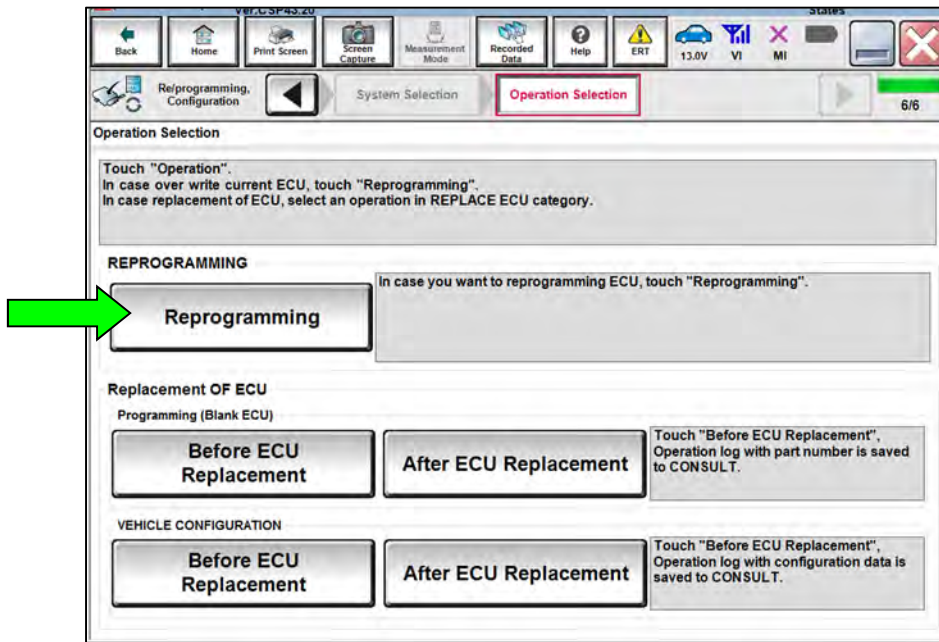 Ver.CSP43.20
States
Back
Home
Print Screen
Screen
Capture
Measurement
Mode
Recorded
Data
Help
ERT
13.0V
VI
MI
Re/programming,
Configuration
System Selection
Operation Selection
6/6
Operation Selection
Touch "Operation".
In case over write current ECU, touch "Reprogramming".
In case replacement of ECU, select an operation in REPLACE ECU category.
REPROGRAMMING
Reprogramming
In case you want to reprogramming ECU, touch "Reprogramming".
Replacement OF ECU
Programming (Blank ECU)
Before ECU
Replacement
After ECU Replacement
Touch "Before ECU Replacement",
Operation log with part number is saved
to CONSULT.
VEHICLE CONFIGURATION
Before ECU
Replacement
After ECU Replacement
Touch "Before ECU Replacement",
Operation log with configuration data is
saved to CONSULT.